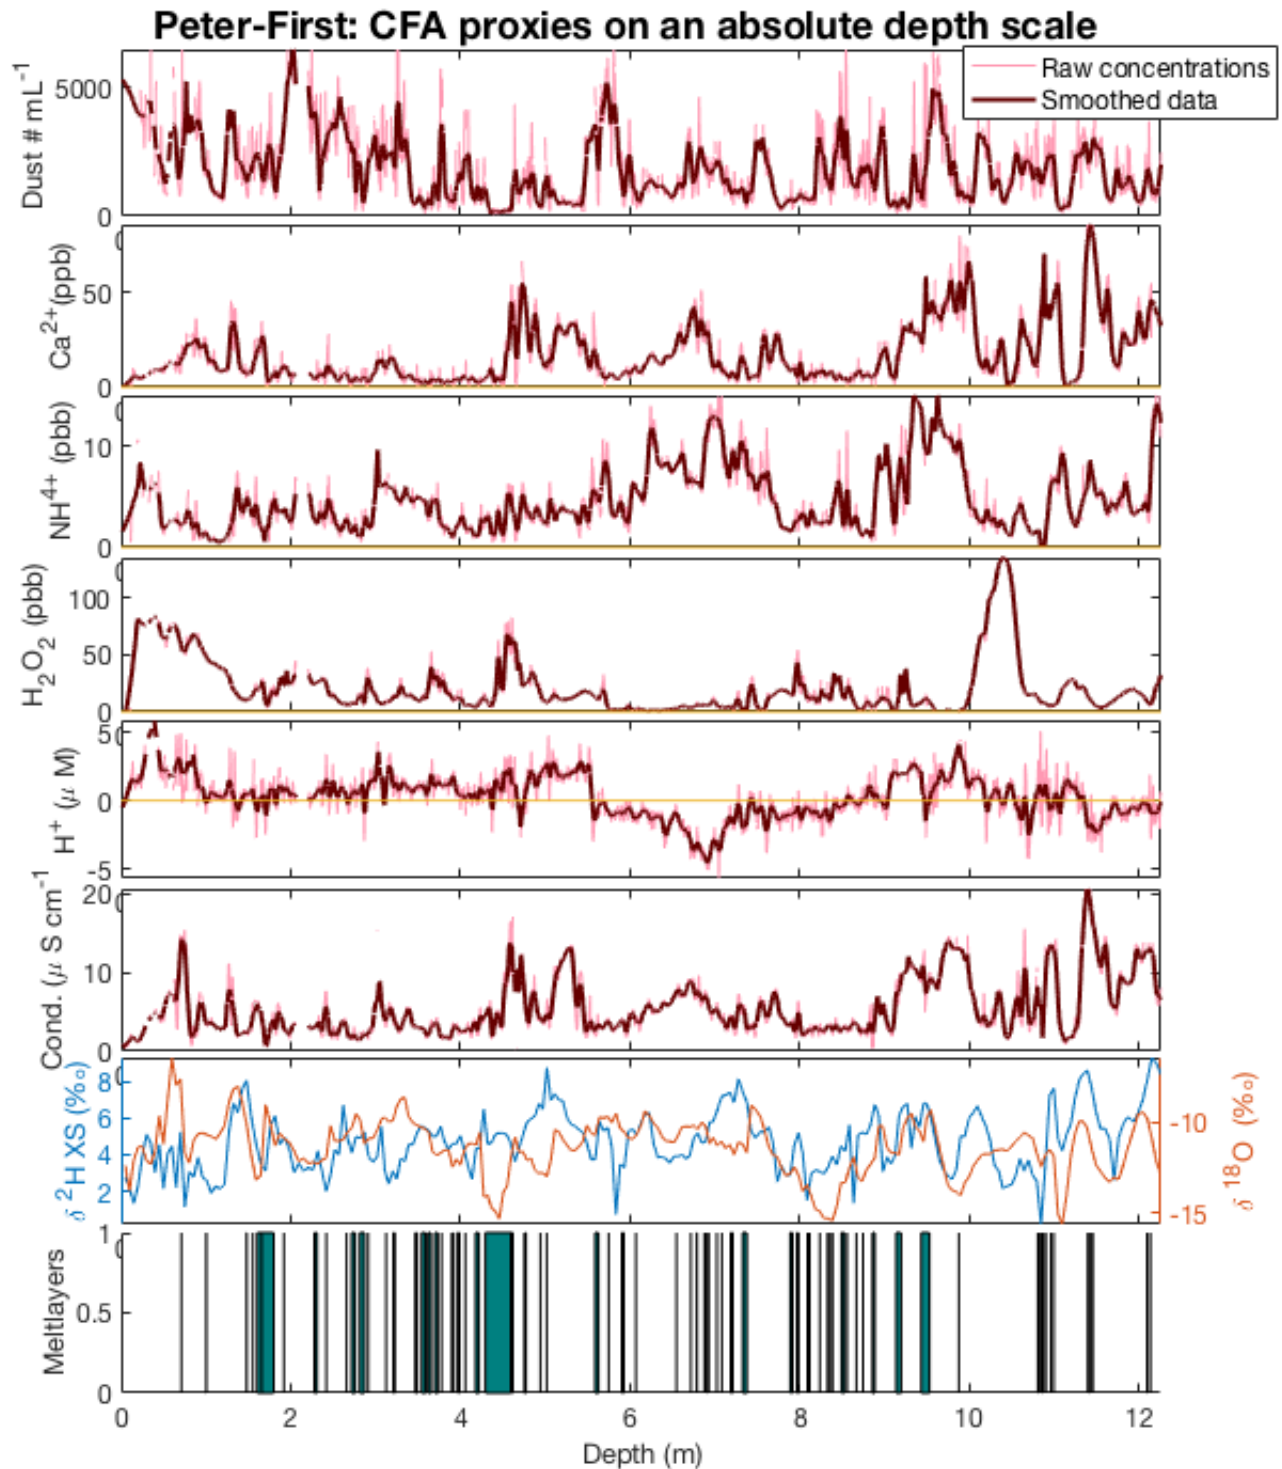 Peter-First: CFA proxies on an absolute depth scale
Raw concentrations
Smoothed data
Dust # mL⁻¹
5000
0
Ca²⁺(ppb)
50
0
NH⁴⁺ (pbb)
10
0
H₂O₂ (pbb)
100
50
0
H⁺ (μ M)
5
0
-5
Cond. (μ S cm⁻¹
20
10
0
δ ²H XS (‰)
8
6
4
2
-10
-15
δ ¹⁸O (‰)
Meltlayers
1
0.5
0
0 2 4 6 8 10 12
Depth (m)